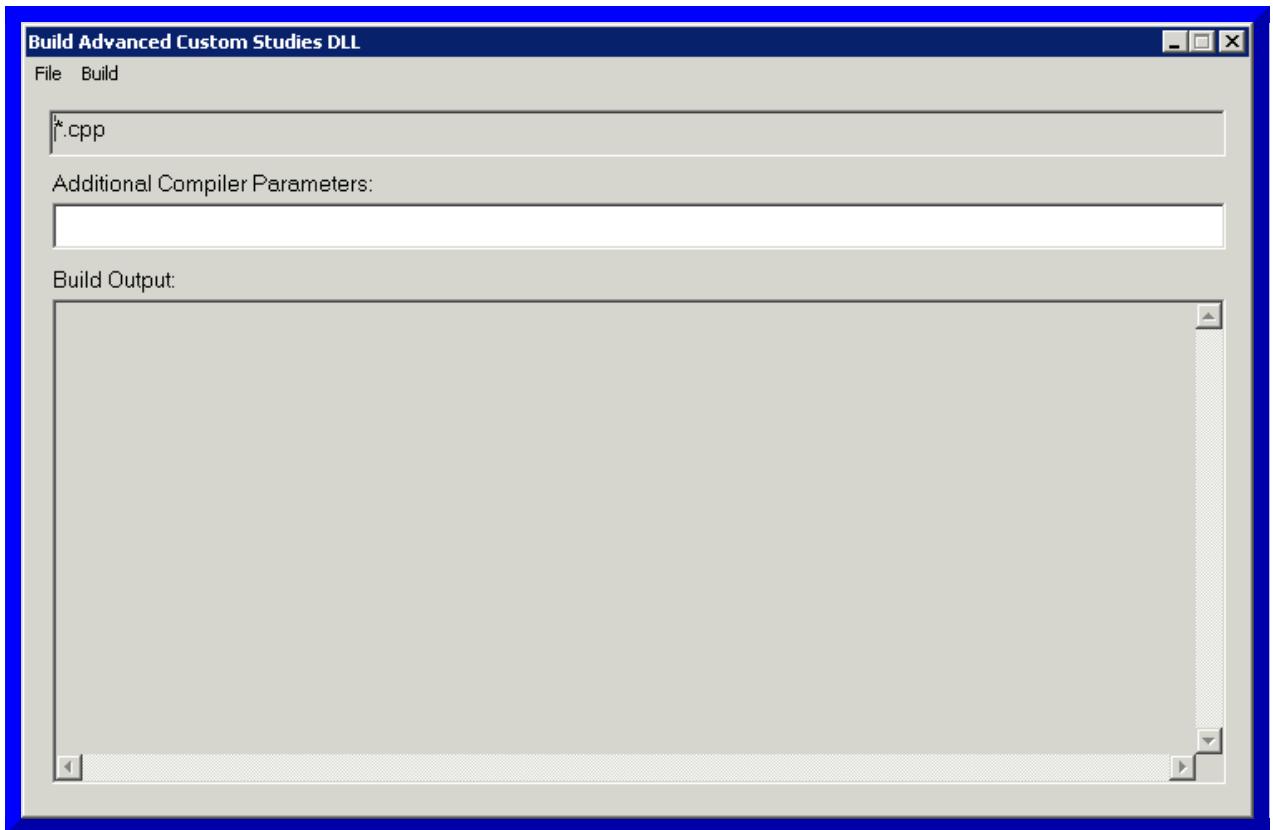 Build Advanced Custom Studies DLL
File Build
*.cpp
Additional Compiler Parameters:
Build Output: